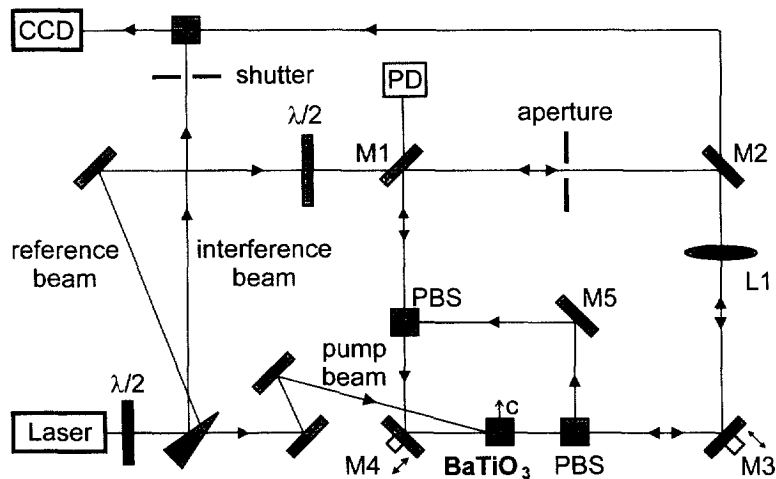 CCD
shutter
PD
λ/2
aperture
M1
M2
reference
beam
interference
beam
L1
PBS
M5
pump
beam
λ/2
c
Laser
M4
BaTiO3
PBS
M3